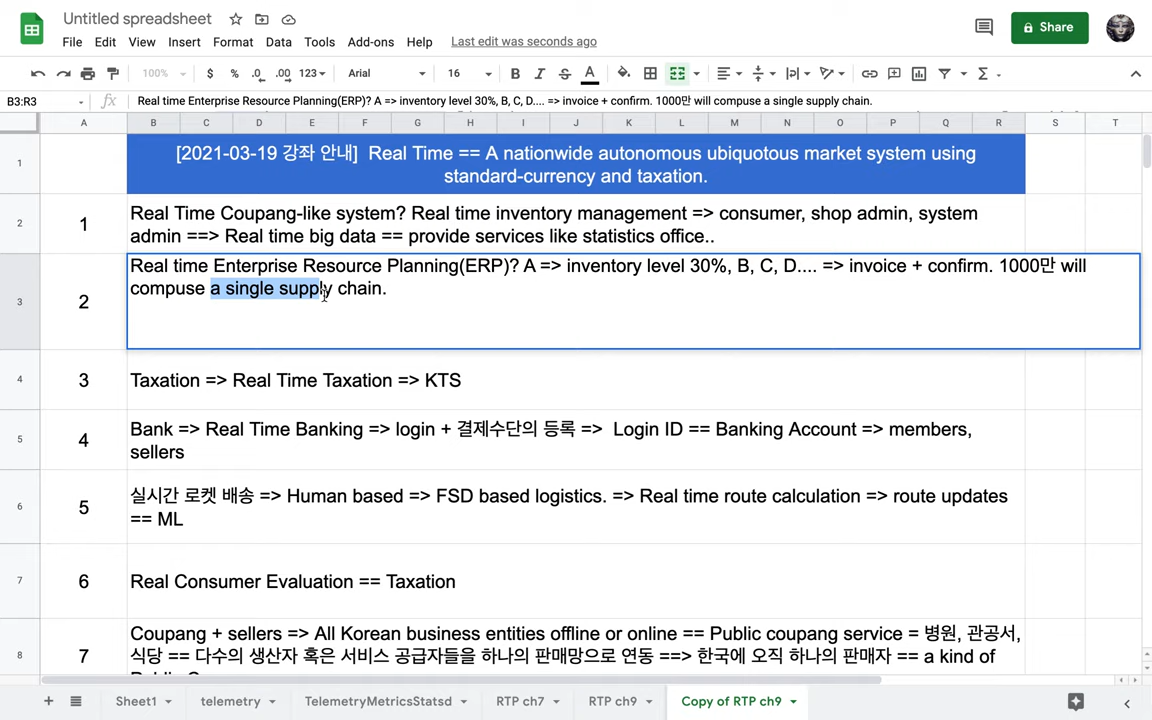 Untitled spreadsheet
File Edit View Insert Format Data Tools Add-ons Help Last edit was seconds ago
Share
100% $ % .0 .00 123 Arial 16 B I S A
B3:R3 fx Real time Enterprise Resource Planning(ERP)? A => inventory level 30%, B, C, D.... => invoice + confirm. 1000만 will compuse a single supply chain.
A B C D E F G H I J K L M N O P Q R S T
1 [2021-03-19 강좌 안내] Real Time == A nationwide autonomous ubiquotous market system using
standard-currency and taxation.
2 1 Real Time Coupang-like system? Real time inventory management => consumer, shop admin, system
admin ==> Real time big data == provide services like statistics office..
3 2 Real time Enterprise Resource Planning(ERP)? A => inventory level 30%, B, C, D.... => invoice + confirm. 1000만 will
compuse a single supply chain.
4 3 Taxation => Real Time Taxation => KTS
5 4 Bank => Real Time Banking => login + 결제수단의 등록 => Login ID == Banking Account => members,
sellers
6 5 실시간 로켓 배송 => Human based => FSD based logistics. => Real time route calculation => route updates
== ML
7 6 Real Consumer Evaluation == Taxation
8 7 Coupang + sellers => All Korean business entities offline or online == Public coupang service = 병원, 관공서,
식당 == 다수의 생산자 혹은 서비스 공급자들을 하나의 판매망으로 연동 ==> 한국에 오직 하나의 판매자 == a kind of
Sheet1 telemetry TelemetryMetricsStatsd RTP ch7 RTP ch9 Copy of RTP ch9